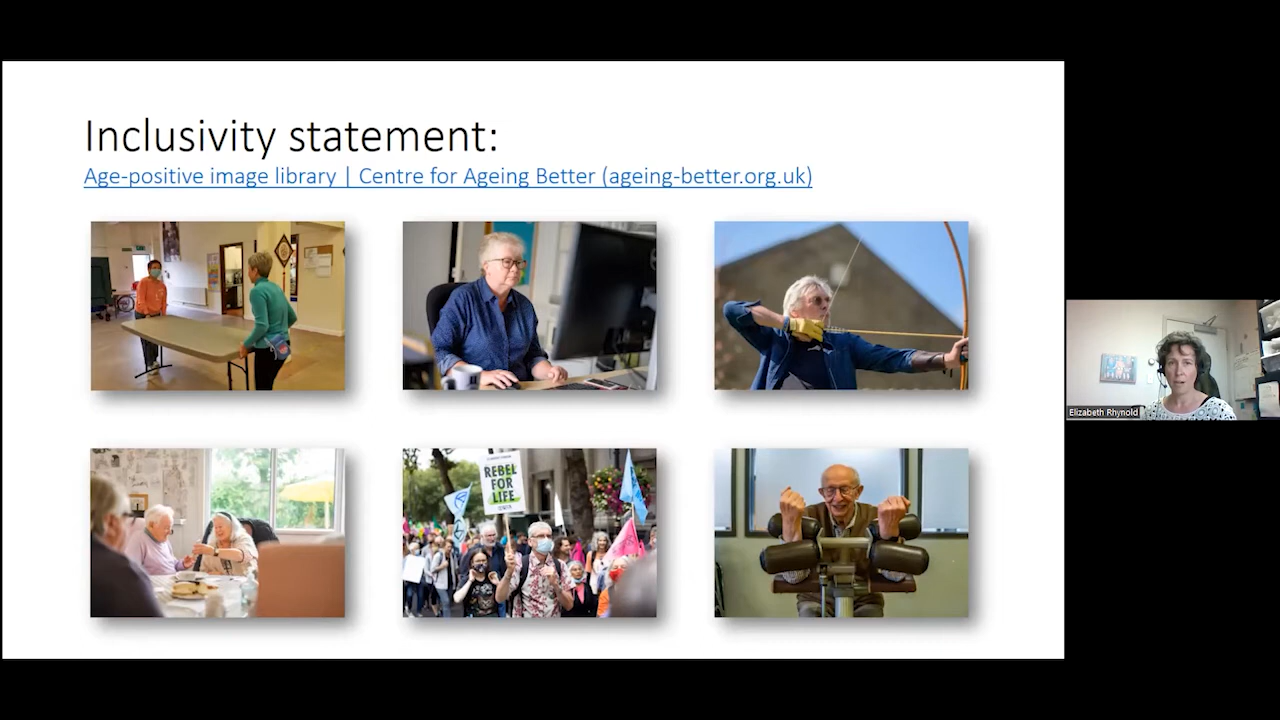 Inclusivity statement:
Age-positive image library | Centre for Ageing Better (ageing-better.org.uk)
REBEL
FOR
LIFE
Elizabeth Rhynold